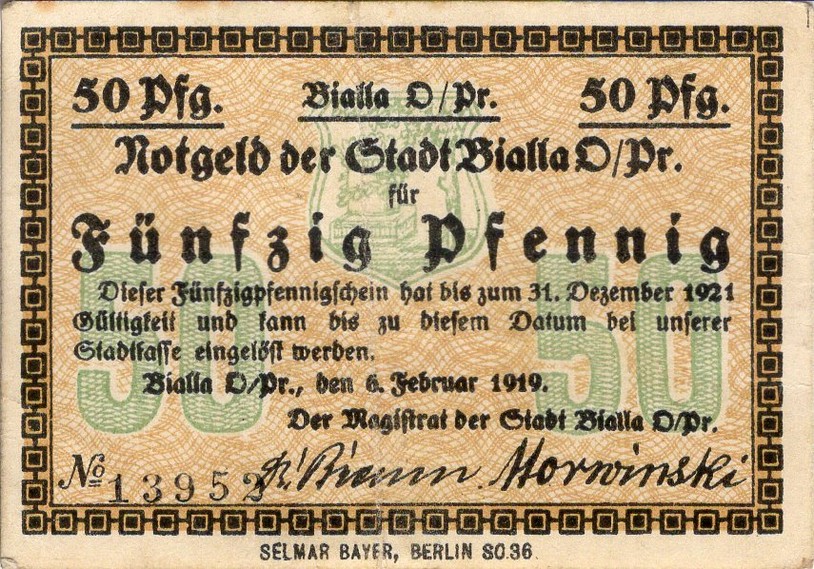 50 Pfg. Bialla O/Pr. 50 Pfg.
Notgeld der Stadt Bialla O/Pr.
für
Fünfzig Pfennig
50 50
Dieser Fünfzigpfennigschein hat bis zum 31. Dezember 1921
Gültigkeit und kann bis zu diesem Datum bei unserer
Stadtkasse eingelöst werden.
Bialla O/Pr., den 6. Februar 1919.
Der Magistrat der Stadt Bialla O/Pr.
No 13952 Morwinski
SELMAR BAYER, BERLIN SO.36